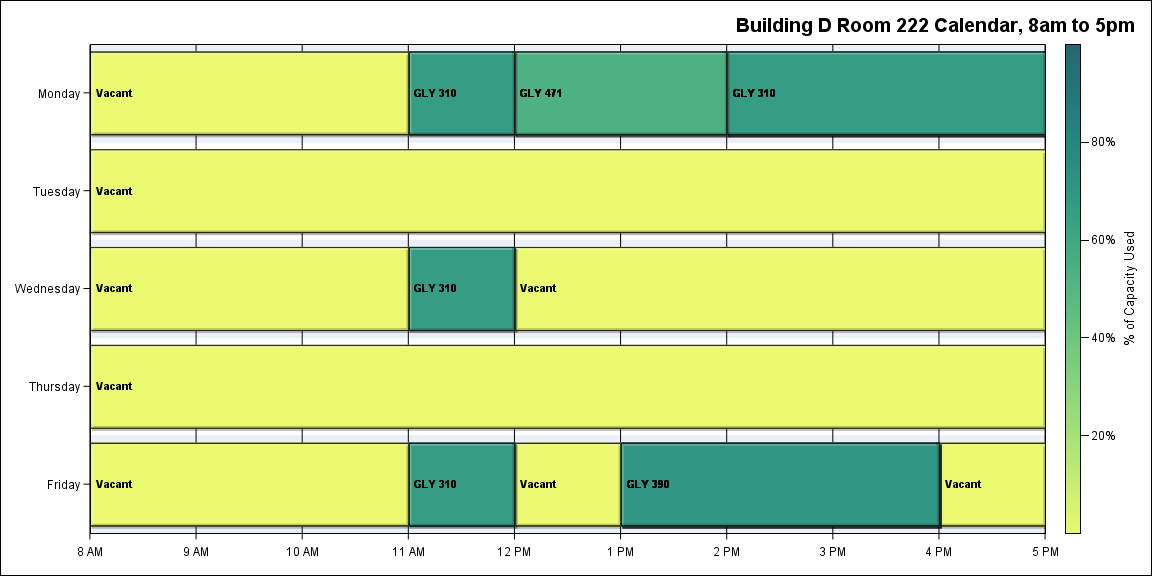 Building D Room 222 Calendar, 8am to 5pm
Monday
Vacant
GLY 310
GLY 471
GLY 310
Tuesday
Vacant
Wednesday
Vacant
GLY 310
Vacant
Thursday
Vacant
Friday
Vacant
GLY 310
Vacant
GLY 390
Vacant
8 AM
9 AM
10 AM
11 AM
12 PM
1 PM
2 PM
3 PM
4 PM
5 PM
80%
60%
40%
20%
% of Capacity Used